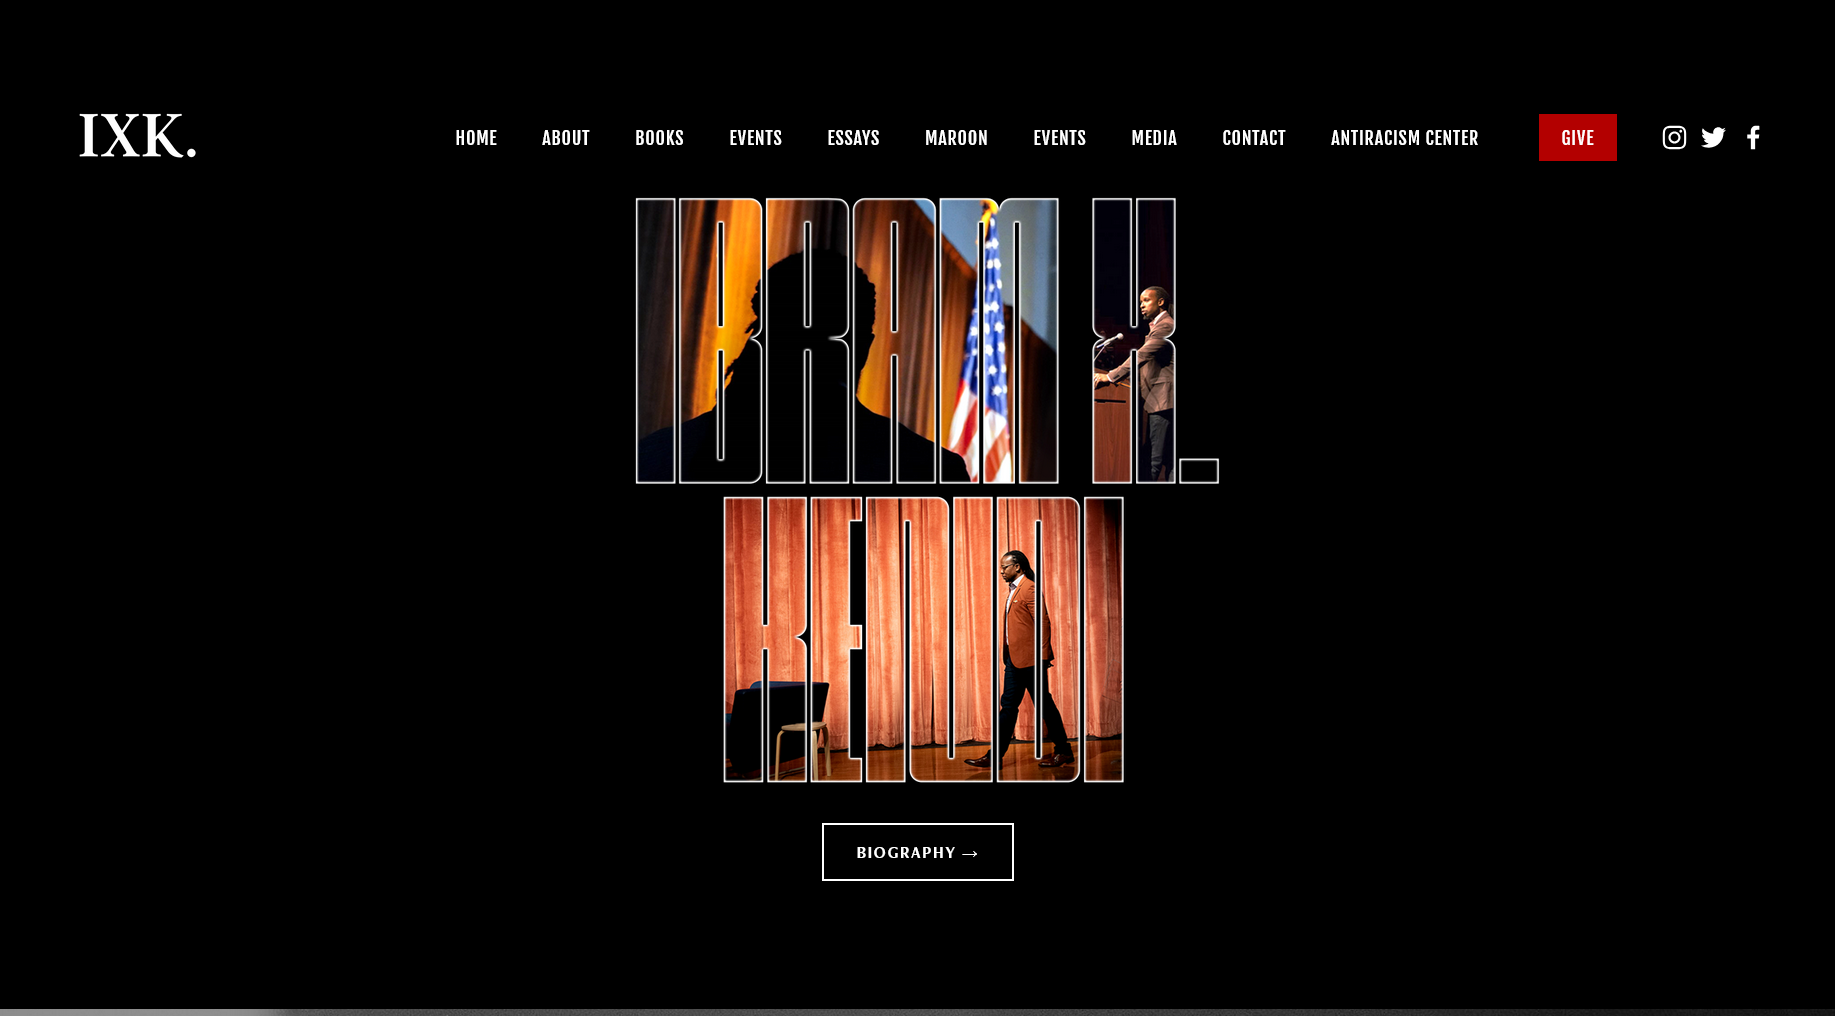 IXK.
HOME ABOUT BOOKS EVENTS ESSAYS MAROON EVENTS MEDIA CONTACT ANTIRACISM CENTER GIVE
IBRAM X.
KENDI
BIOGRAPHY →